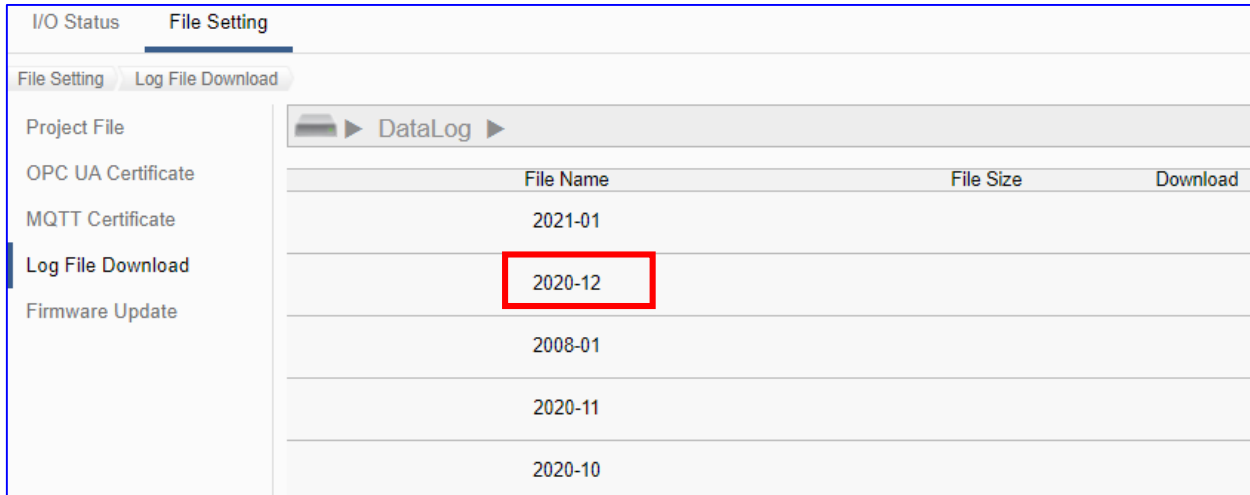 I/O Status File Setting
File Setting Log File Download
Project File
OPC UA Certificate
MQTT Certificate
Log File Download
Firmware Update
DataLog
File Name File Size Download
2021-01
2020-12
2008-01
2020-11
2020-10